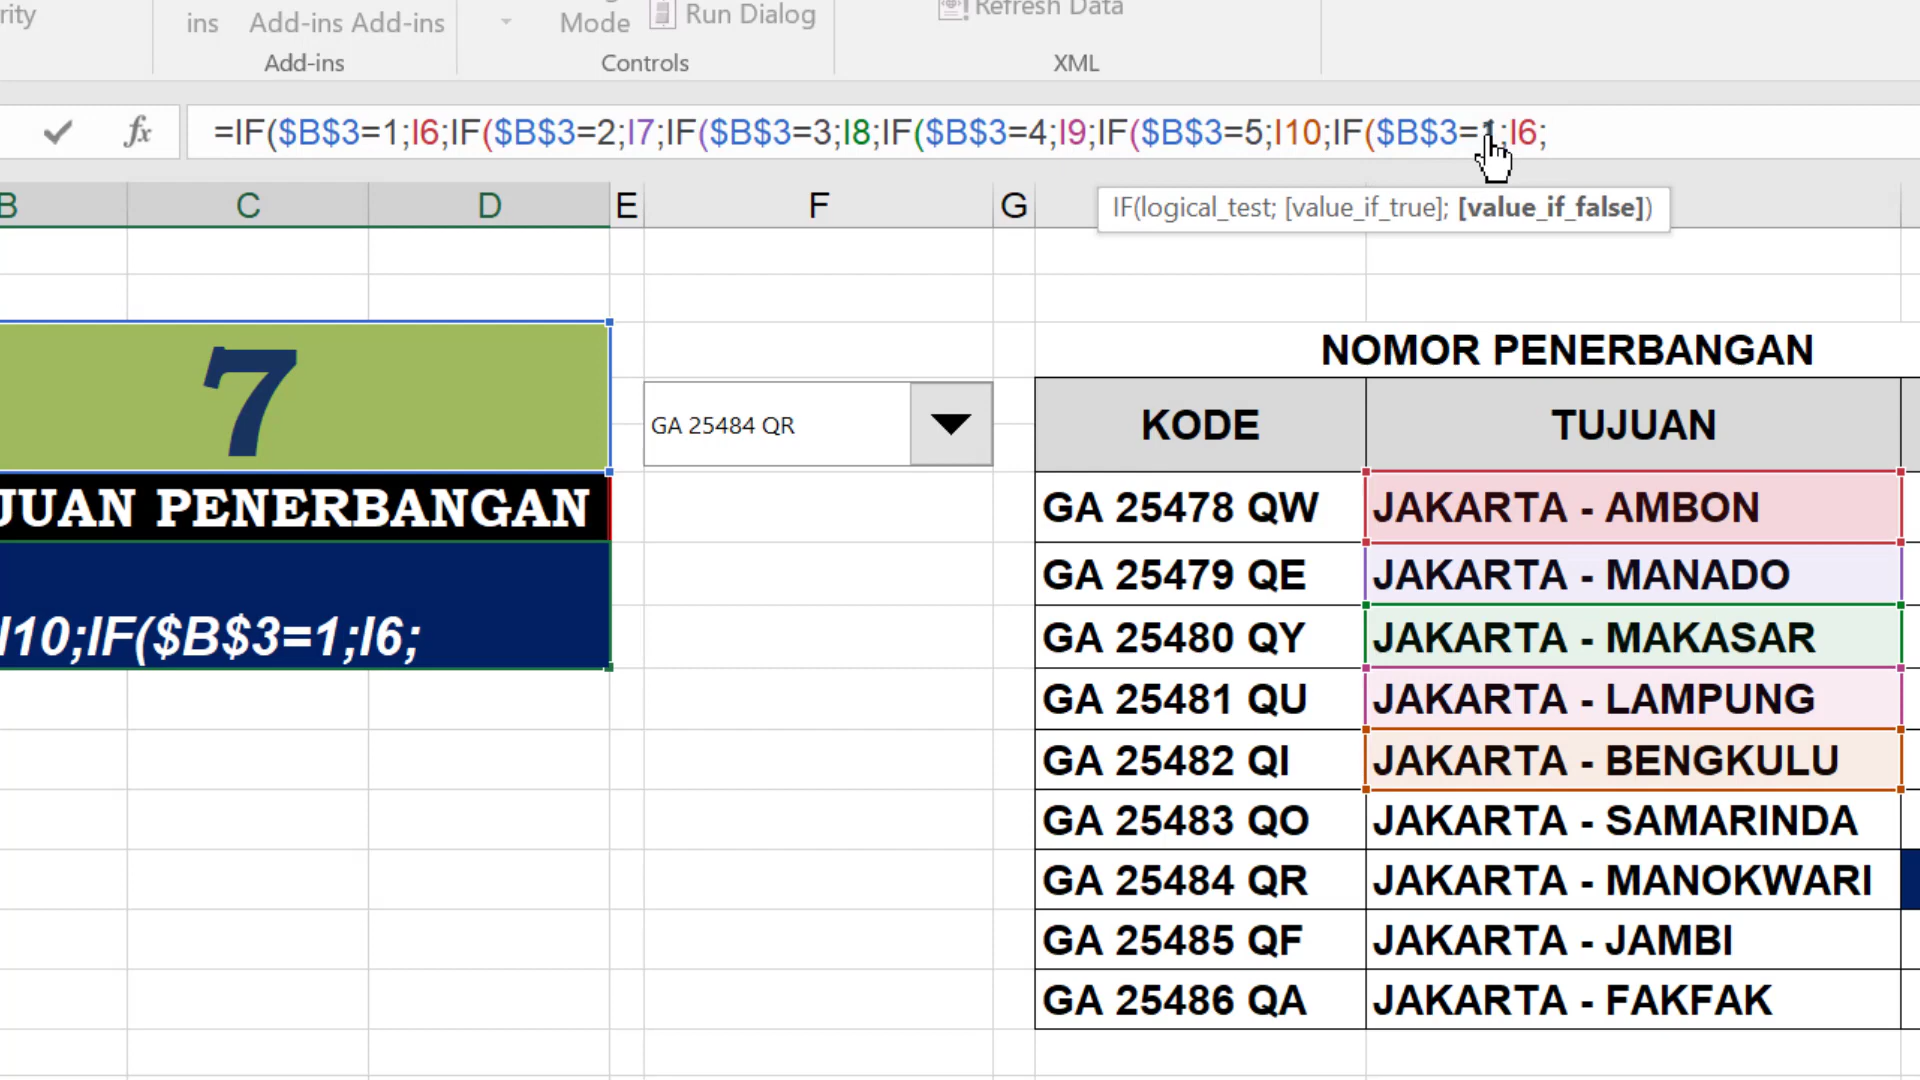 rity
ins Add-ins Add-ins Mode Run Dialog Refresh Data
Add-ins Controls XML
fx =IF($B$3=1;I6;IF($B$3=2;I7;IF($B$3=3;I8;IF($B$3=4;I9;IF($B$3=5;I10;IF($B$3=1;I6;
IF(logical_test; [value_if_true]; [value_if_false])
B C D E F G
7
GA 25484 QR
JUAN PENERBANGAN
I10;IF($B$3=1;I6;
NOMOR PENERBANGAN
KODE TUJUAN
GA 25478 QW JAKARTA - AMBON
GA 25479 QE JAKARTA - MANADO
GA 25480 QY JAKARTA - MAKASAR
GA 25481 QU JAKARTA - LAMPUNG
GA 25482 QI JAKARTA - BENGKULU
GA 25483 QO JAKARTA - SAMARINDA
GA 25484 QR JAKARTA - MANOKWARI
GA 25485 QF JAKARTA - JAMBI
GA 25486 QA JAKARTA - FAKFAK